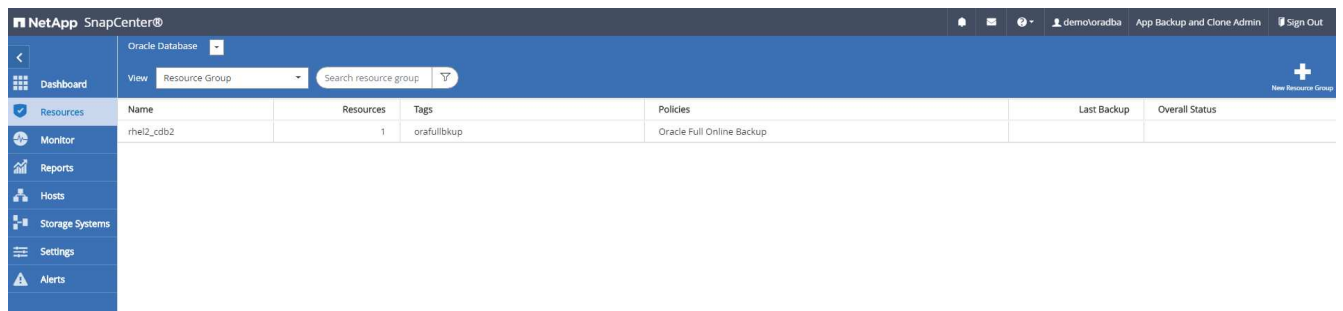 NetApp SnapCenter®
demo\oradba App Backup and Clone Admin Sign Out
Oracle Database
Dashboard
View Resource Group Search resource group
New Resource Group
Resources
Name Resources Tags Policies Last Backup Overall Status
rhel2_cdb2 1 orafullbkup Oracle Full Online Backup
Monitor
Reports
Hosts
Storage Systems
Settings
Alerts